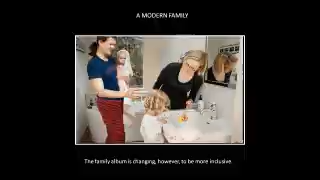 A MODERN FAMILY
The family album is changing, however, to be more inclusive.